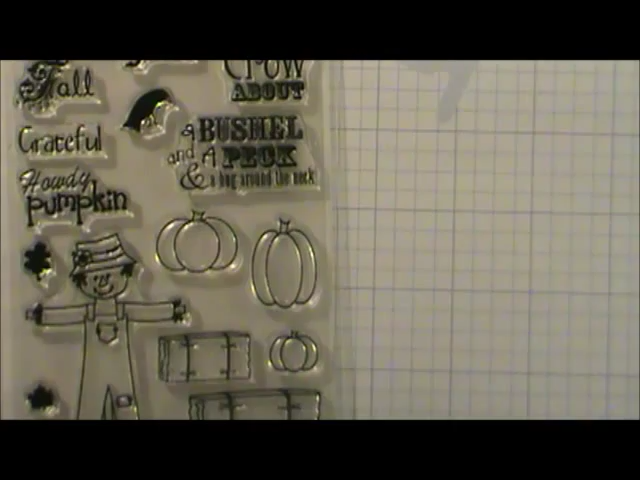 Fall
CROW
ABOUT
Grateful
a BUSHEL
and A PECK
& a hug around the neck
Howdy
pumpkin